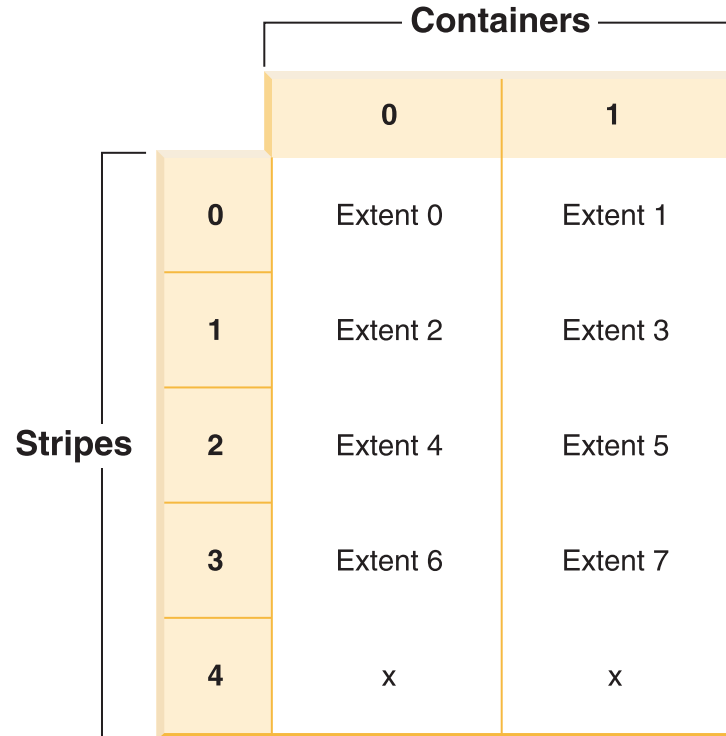 Containers
0 1
0 Extent 0 Extent 1
1 Extent 2 Extent 3
Stripes 2 Extent 4 Extent 5
3 Extent 6 Extent 7
4 x x